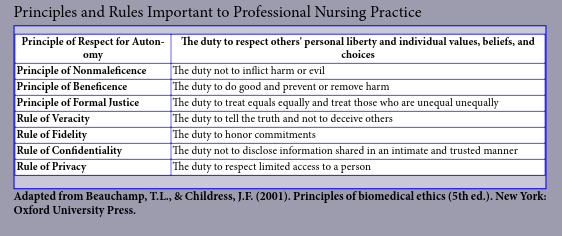 Principles and Rules Important to Professional Nursing Practice
Principle of Respect for Auton-
omy
The duty to respect others' personal liberty and individual values, beliefs, and
choices
Principle of Nonmaleficence The duty not to inflict harm or evil
Principle of Beneficence The duty to do good and prevent or remove harm
Principle of Formal Justice The duty to treat equals equally and treat those who are unequal unequally
Rule of Veracity The duty to tell the truth and not to deceive others
Rule of Fidelity The duty to honor commitments
Rule of Confidentiality The duty not to disclose information shared in an intimate and trusted manner
Rule of Privacy The duty to respect limited access to a person
Adapted from Beauchamp, T.L., & Childress, J.F. (2001). Principles of biomedical ethics (5th ed.). New York:
Oxford University Press.